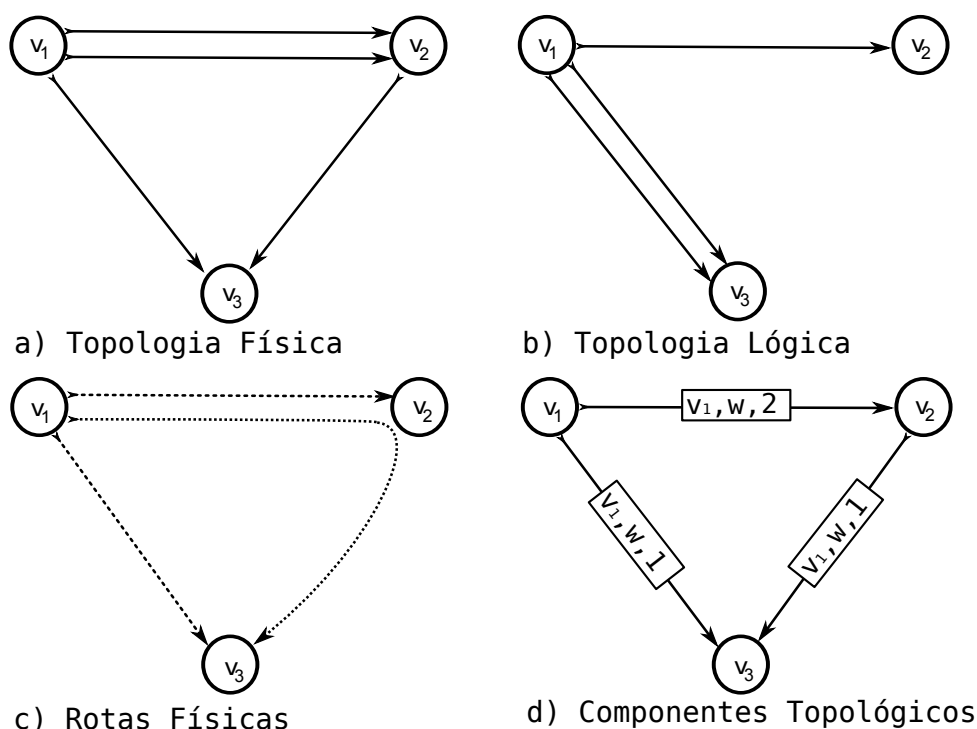 v₁
v₂
v₃
a) Topologia Física
v₁
v₂
v₃
b) Topologia Lógica
v₁
v₂
v₃
c) Rotas Físicas
v₁
v₁,w,2
v₂
v₁,w,1
v₁,w,1
v₃
d) Componentes Topológicos